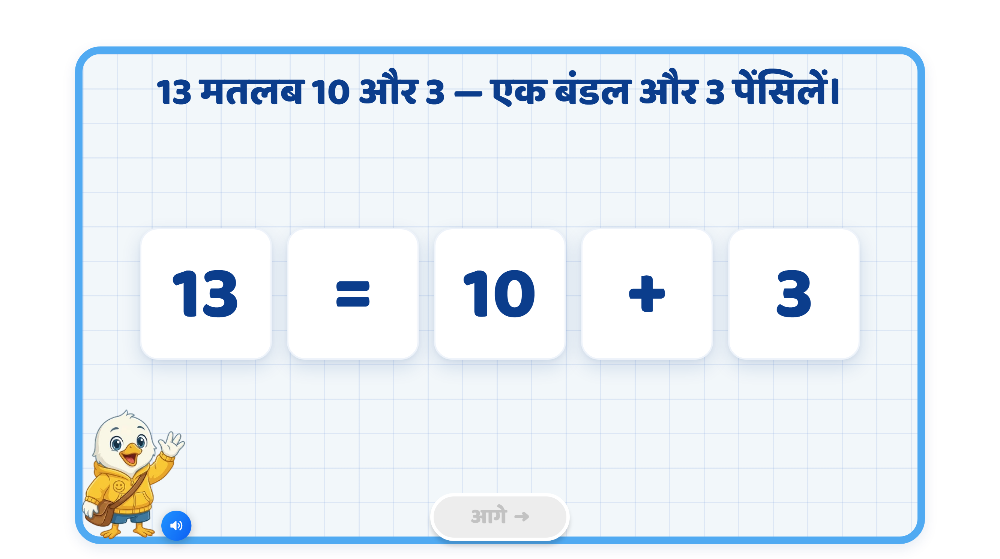 13 मतलब 10 और 3 – एक बंडल और 3 पेंसिलें।
13 = 10 + 3
आगे →